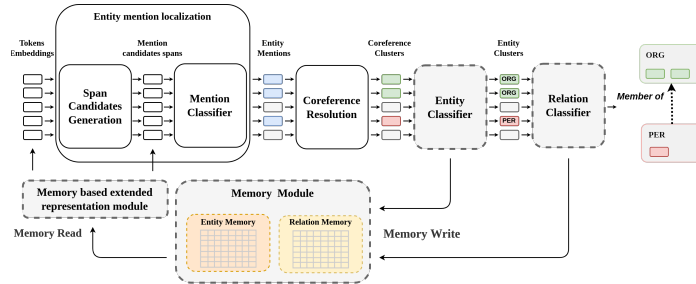 Entity mention localization
Tokens
Embeddings
Mention
candidates spans
Entity
Mentions
Coreference
Clusters
Entity
Clusters
Span
Candidates
Generation
Mention
Classifier
Coreference
Resolution
Entity
Classifier
ORG
ORG
PER
Relation
Classifier
ORG
Member of
PER
Memory based extended
representation module
Memory Module
Entity Memory
Relation Memory
Memory Read
Memory Write